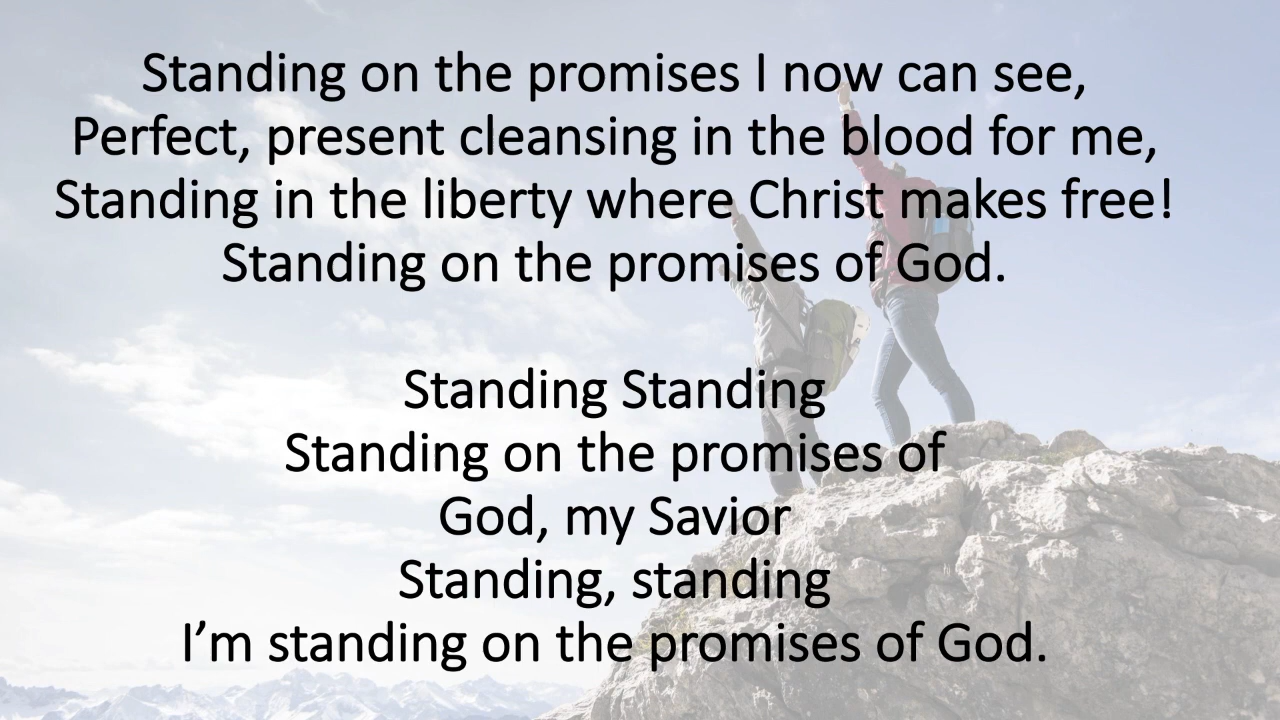 Standing on the promises I now can see,
Perfect, present cleansing in the blood for me,
Standing in the liberty where Christ makes free!
Standing on the promises of God.
Standing Standing
Standing on the promises of
God, my Savior
Standing, standing
I’m standing on the promises of God.